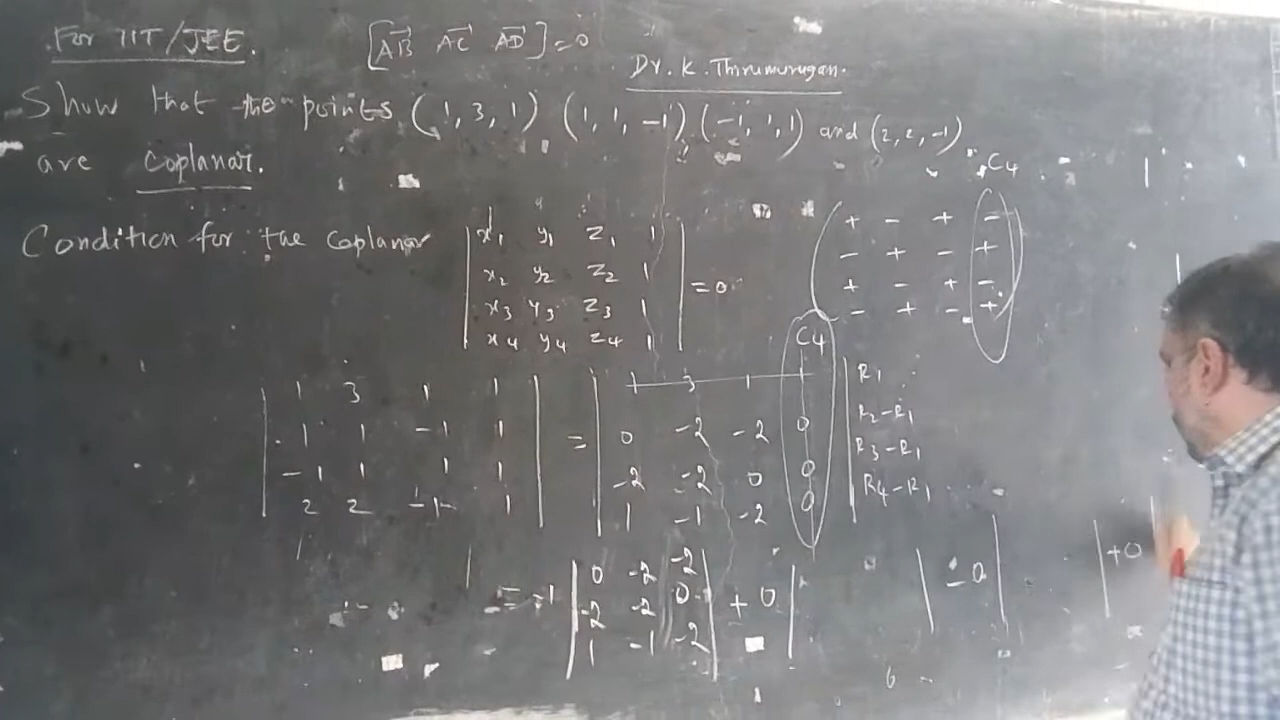 For IIT/JEE. [AB AC AD] = 0
Dr. K. Thirumurugan.
Show that the points (1, 3, 1) (1, 1, -1) (-1, 1, 1) and (2, 2, -1)
are coplanar.
C4
Condition for the coplanar
| x1 y1 z1 1 |
| x2 y2 z2 1 | = 0
| x3 y3 z3 1 |
| x4 y4 z4 1 |
( + - + - )
( - + - + )
( + - + - )
( - + - + )
C4
| 1 3 1 1 | | 1 3 1 1 | R1
| 1 1 -1 1 | = | 0 -2 -2 0 | R2-R1
| -1 1 1 1 | | -2 -2 0 0 | R3-R1
| 2 2 -1 1 | | 1 -1 -2 0 | R4-R1
| 0 -2 -2 |
= -1 | -2 -2 0 | + 0 | | - 0 | | + 0 |
| 1 -1 -2 |